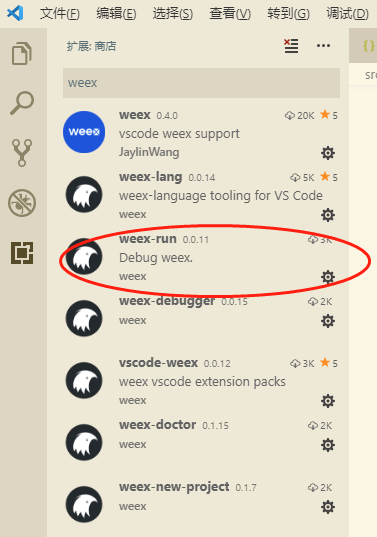 文件(F) 编辑(E) 选择(S) 查看(V) 转到(G) 调试(D)
扩展: 商店
weex
weex 0.4.0 20K 5
weex
vscode weex support
JaylinWang
weex-lang 0.0.14 5K 5
weex-language tooling for VS Code
weex
weex-run 0.0.11 3K
Debug weex.
weex
weex-debugger 0.0.15 2K
weex
vscode-weex 0.0.12 3K 5
weex vscode extension packs
weex
weex-doctor 0.1.15 2K
weex
weex-new-project 0.1.7 2K
weex